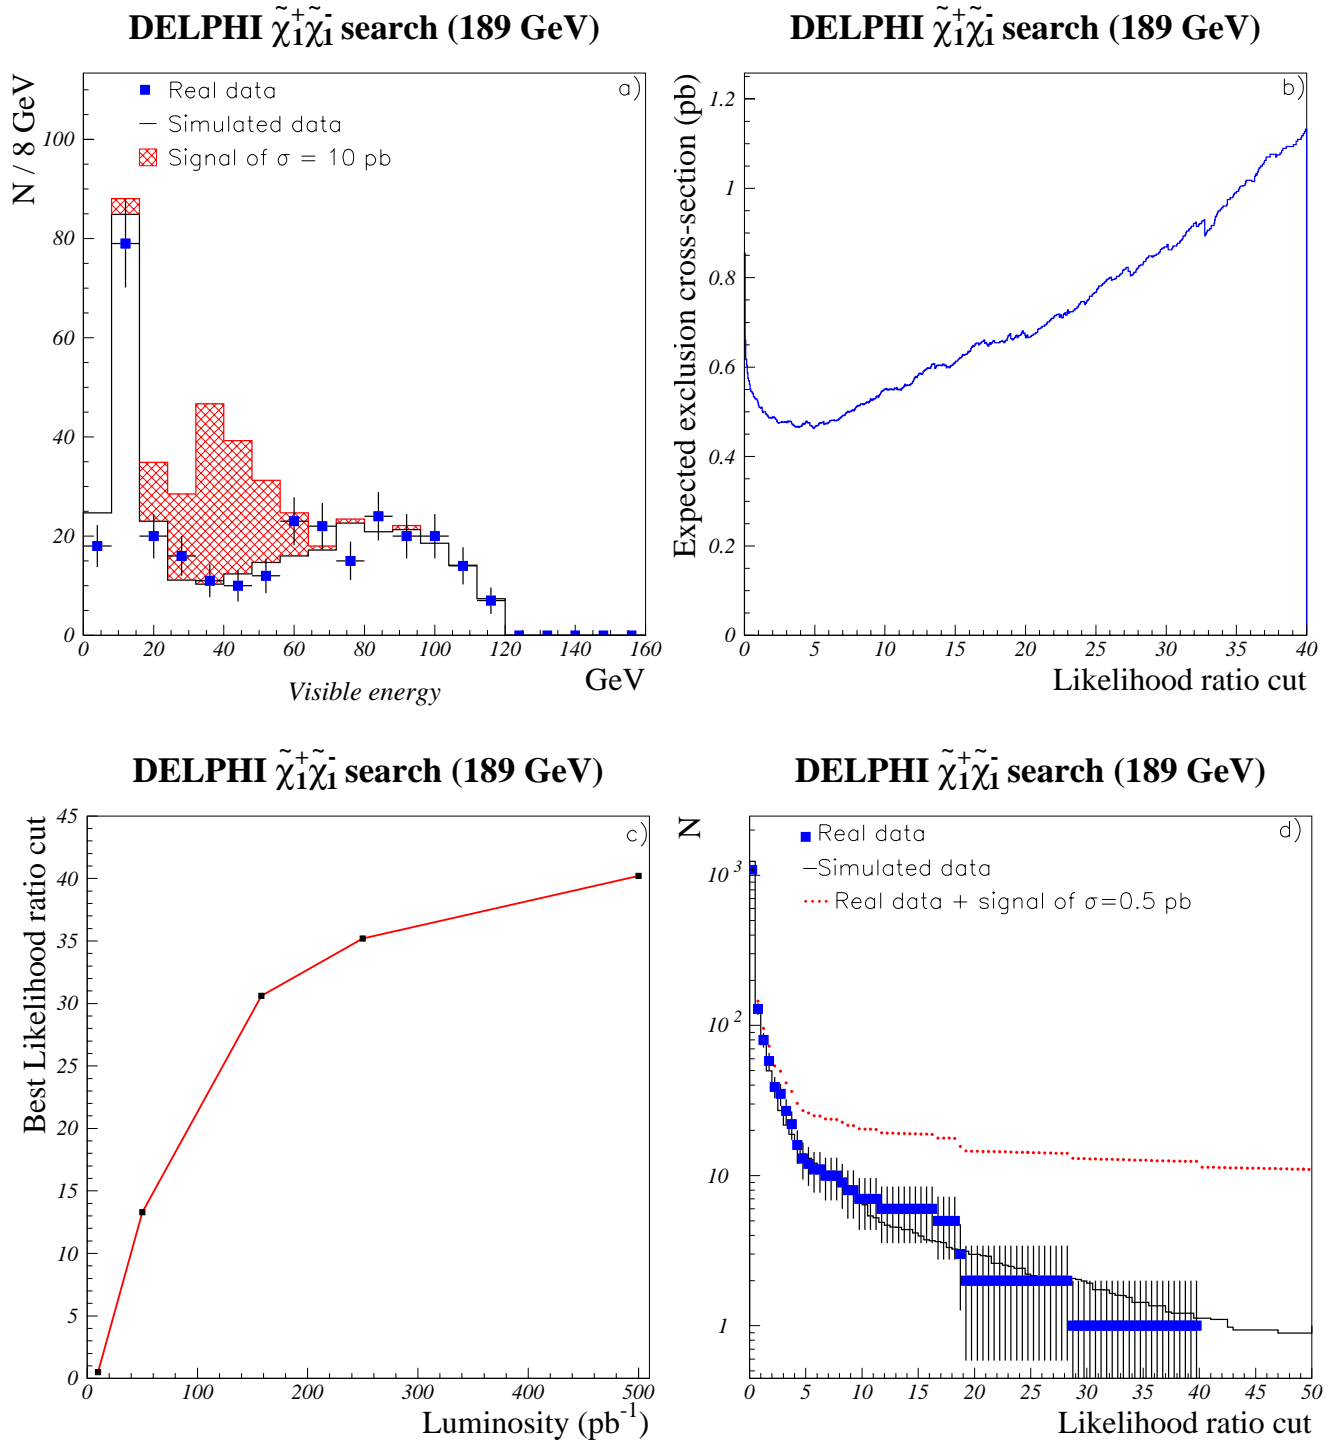 DELPHI χ̃₁⁺χ̃₁⁻ search (189 GeV)
N / 8 GeV
a)
Real data
Simulated data
Signal of σ = 10 pb
100
80
60
40
20
0
0 20 40 60 80 100 120 140 160
GeV
Visible energy
DELPHI χ̃₁⁺χ̃₁⁻ search (189 GeV)
Expected exclusion cross-section (pb)
b)
1.2
1
0.8
0.6
0.4
0.2
0
0 5 10 15 20 25 30 35 40
Likelihood ratio cut
DELPHI χ̃₁⁺χ̃₁⁻ search (189 GeV)
Best Likelihood ratio cut
c)
45
40
35
30
25
20
15
10
5
0
0 100 200 300 400 500
Luminosity (pb⁻¹)
DELPHI χ̃₁⁺χ̃₁⁻ search (189 GeV)
N
d)
Real data
Simulated data
Real data + signal of σ=0.5 pb
10³
10²
10
1
0 5 10 15 20 25 30 35 40 45 50
Likelihood ratio cut